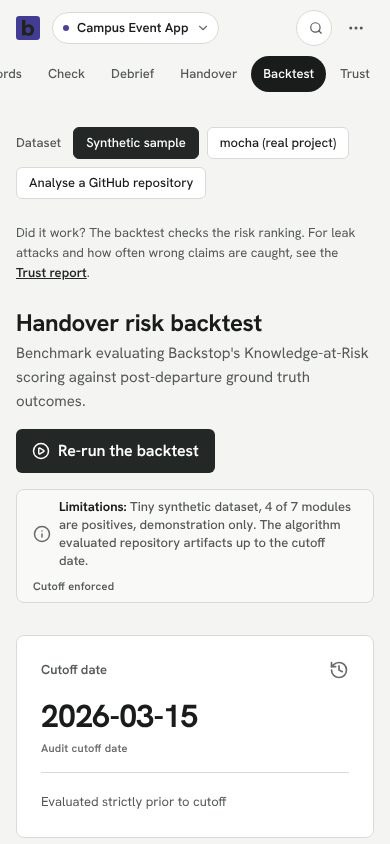 b
Campus Event App
ords Check Debrief Handover Backtest Trust
Dataset Synthetic sample mocha (real project)
Analyse a GitHub repository
Did it work? The backtest checks the risk ranking. For leak
attacks and how often wrong claims are caught, see the
Trust report.
Handover risk backtest
Benchmark evaluating Backstop's Knowledge-at-Risk
scoring against post-departure ground truth
outcomes.
Re-run the backtest
Limitations: Tiny synthetic dataset, 4 of 7 modules
are positives, demonstration only. The algorithm
evaluated repository artifacts up to the cutoff
date.
Cutoff enforced
Cutoff date
2026-03-15
Audit cutoff date
Evaluated strictly prior to cutoff